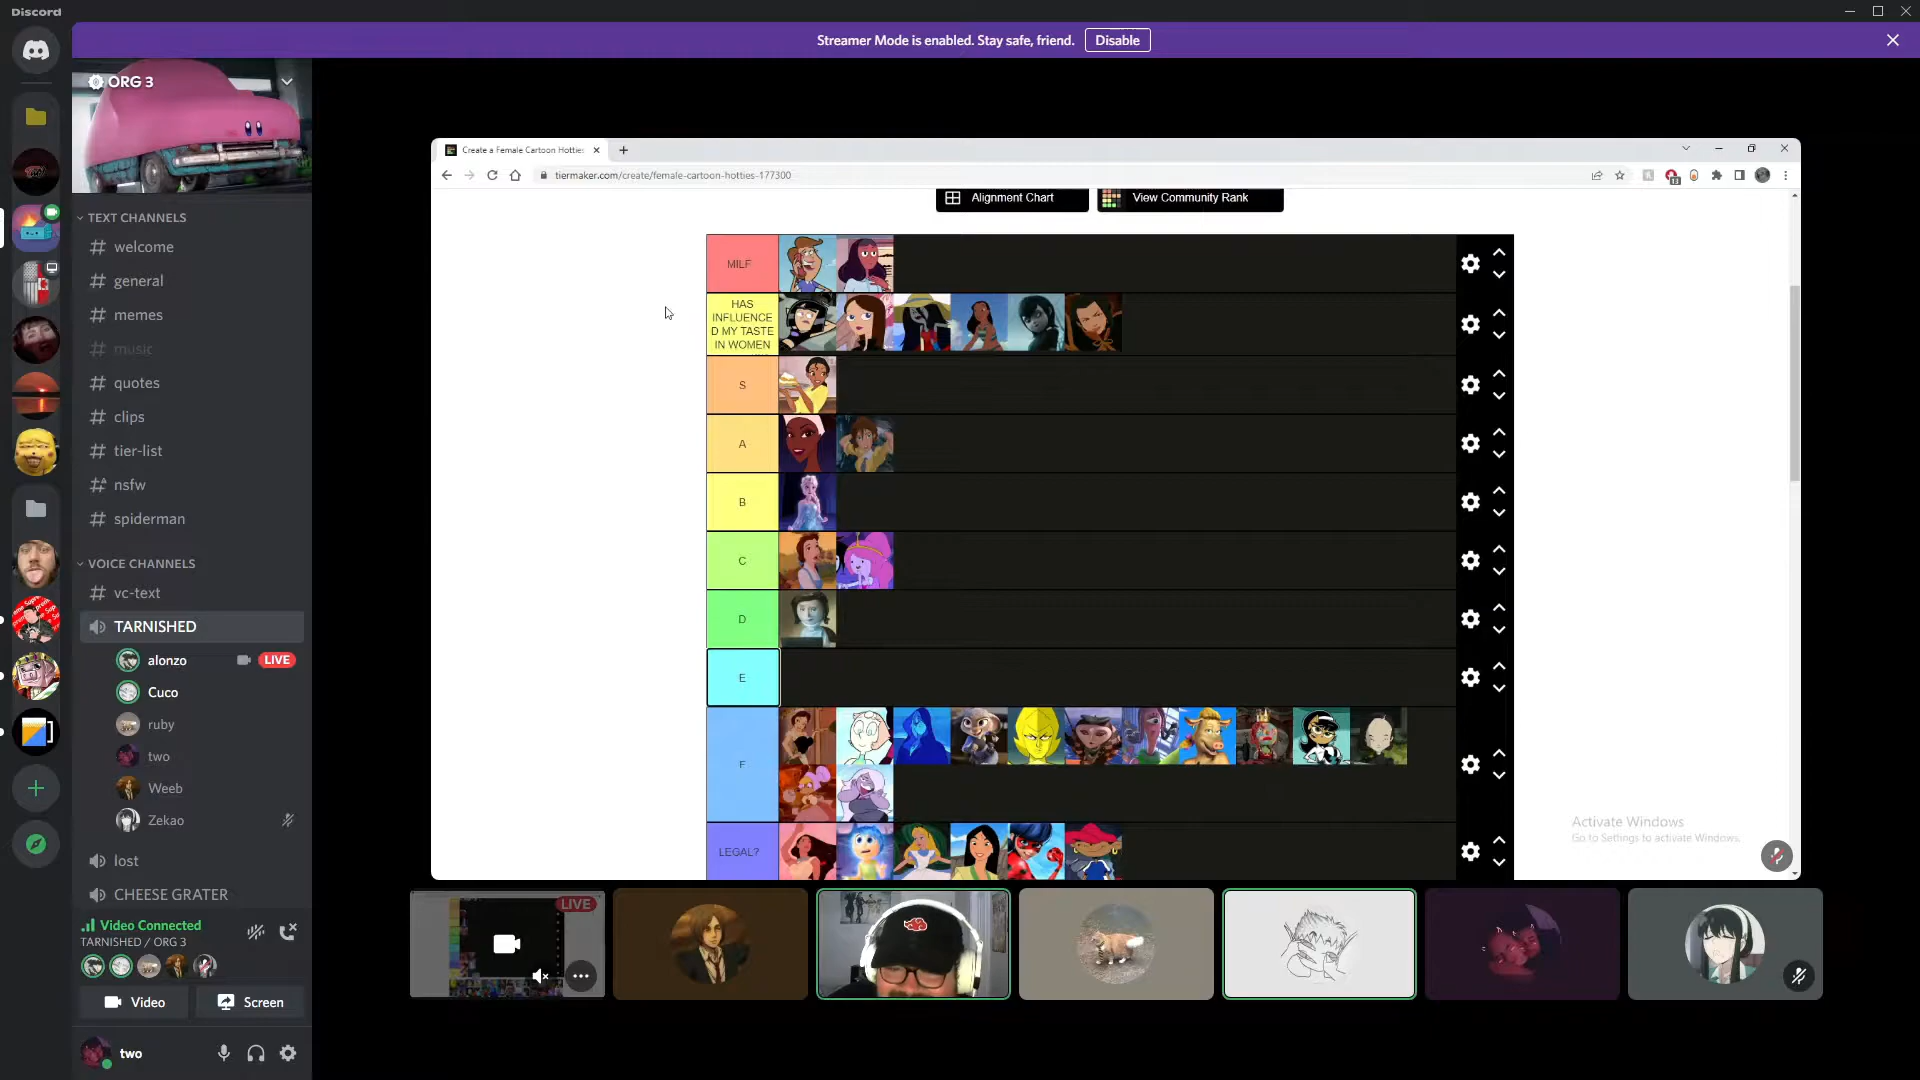 Discord
Streamer Mode is enabled. Stay safe, friend.
Disable
ORG 3
TEXT CHANNELS
welcome
general
memes
music
quotes
clips
tier-list
nsfw
spiderman
VOICE CHANNELS
vc-text
TARNISHED
alonzo
LIVE
Cuco
ruby
two
Weeb
Zekao
lost
CHEESE GRATER
Video Connected
TARNISHED / ORG 3
Video
Screen
two
Create a Female Cartoon Hotties
tiermaker.com/create/female-cartoon-hotties-177300
Alignment Chart
View Community Rank
MILF
HAS
INFLUENCE
D MY TASTE
IN WOMEN
S
A
B
C
D
E
F
LEGAL?
Activate Windows
Go to Settings to activate Windows.
LIVE